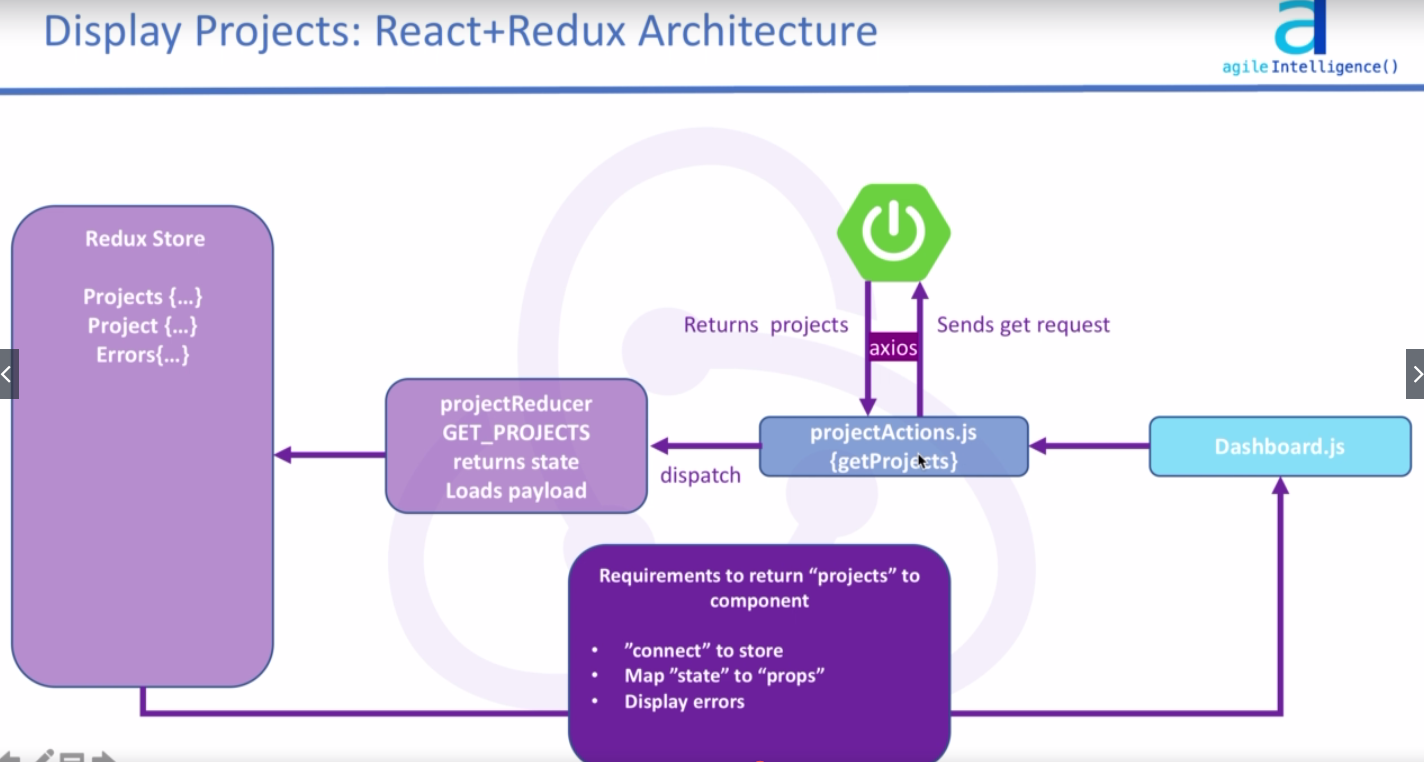 Display Projects: React+Redux Architecture
a
agileIntelligence()
Redux Store
Projects {...}
Project {...}
Errors{...}
Returns projects
Sends get request
axios
projectReducer
GET_PROJECTS
returns state
Loads payload
dispatch
projectActions.js
{getProjects}
Dashboard.js
Requirements to return “projects” to
component
• ”connect” to store
• Map ”state” to “props”
• Display errors